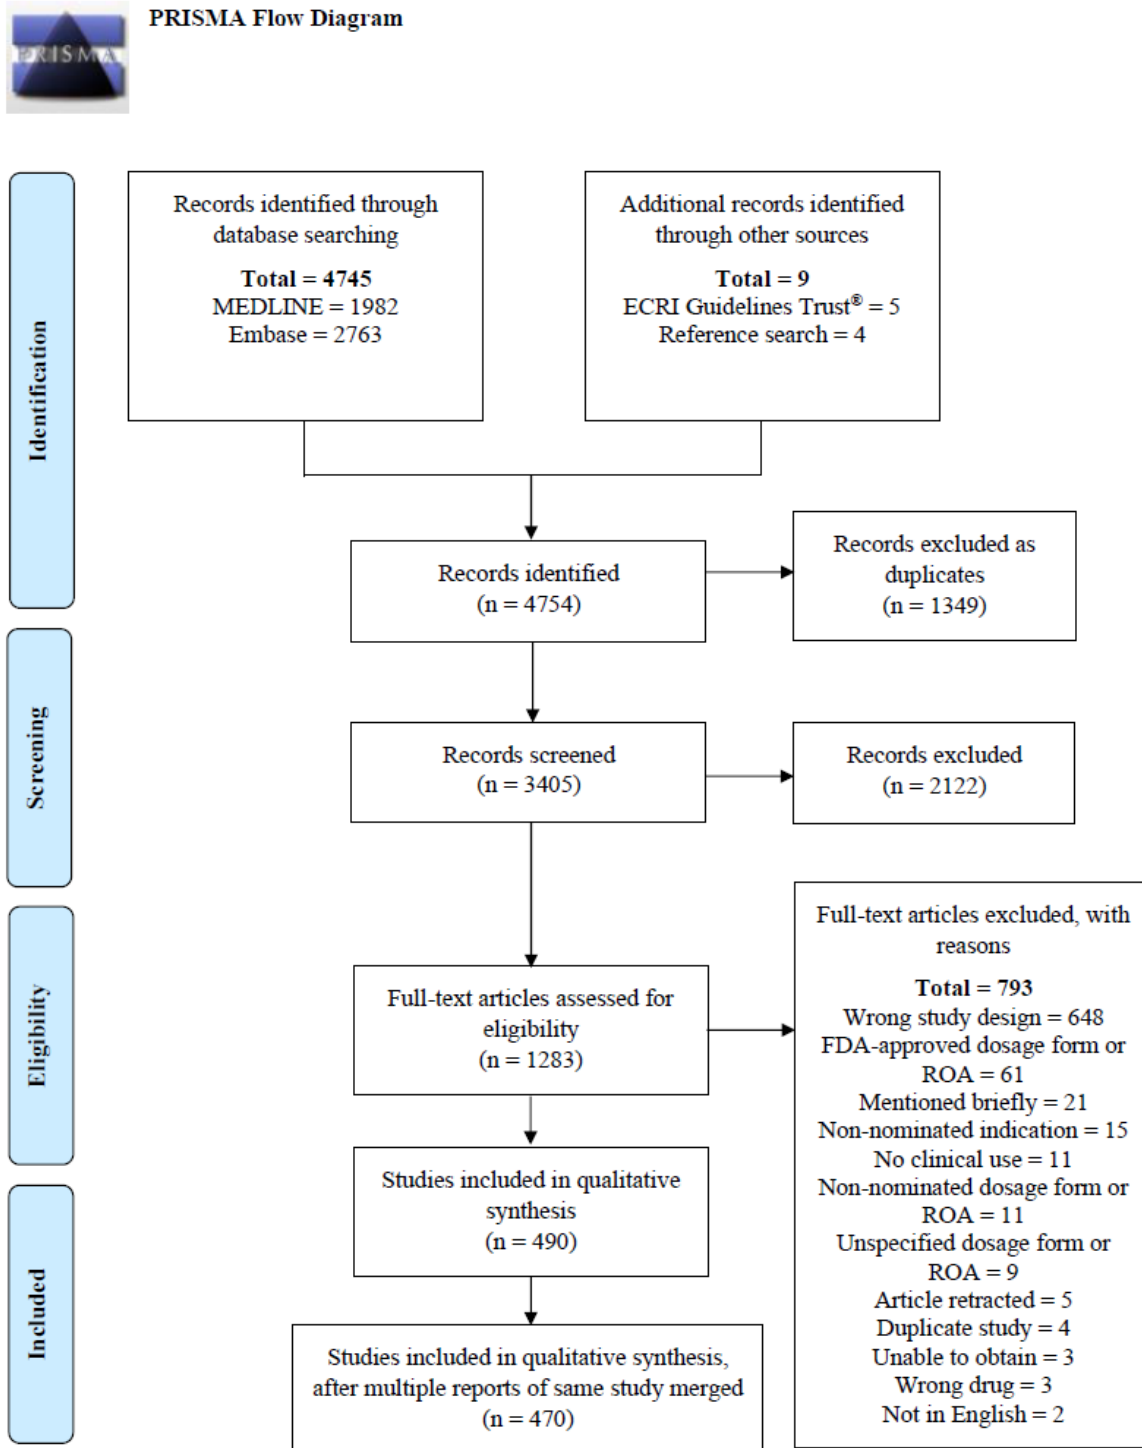 PRISMA Flow Diagram
PRISMA
Identification
Records identified through
database searching
Total = 4745
MEDLINE = 1982
Embase = 2763
Additional records identified
through other sources
Total = 9
ECRI Guidelines Trust® = 5
Reference search = 4
Records identified
(n = 4754)
Records excluded as
duplicates
(n = 1349)
Screening
Records screened
(n = 3405)
Records excluded
(n = 2122)
Eligibility
Full-text articles assessed for
eligibility
(n = 1283)
Full-text articles excluded, with
reasons
Total = 793
Wrong study design = 648
FDA-approved dosage form or
ROA = 61
Mentioned briefly = 21
Non-nominated indication = 15
No clinical use = 11
Non-nominated dosage form or
ROA = 11
Unspecified dosage form or
ROA = 9
Article retracted = 5
Duplicate study = 4
Unable to obtain = 3
Wrong drug = 3
Not in English = 2
Included
Studies included in qualitative
synthesis
(n = 490)
Studies included in qualitative synthesis,
after multiple reports of same study merged
(n = 470)